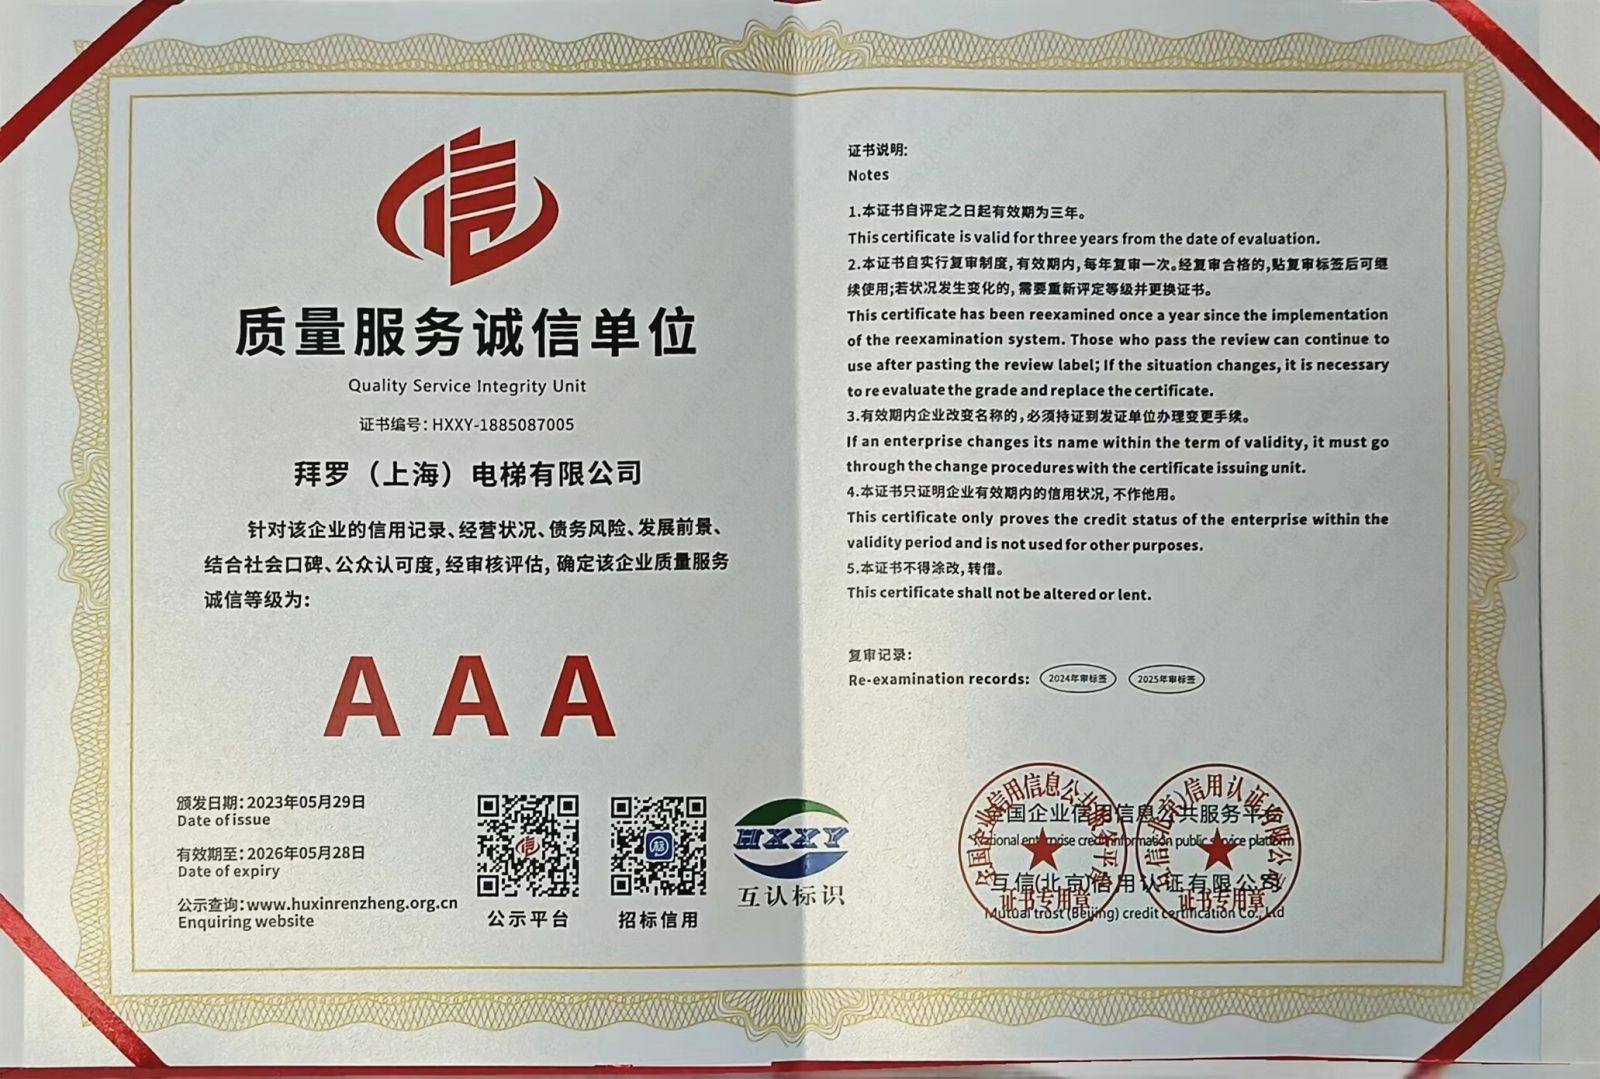 质量服务诚信单位
Quality Service Integrity Unit
证书编号：HXXY-1885087005
拜罗（上海）电梯有限公司
针对该企业的信用记录、经营状况、债务风险、发展前景、
结合社会口碑、公众认可度，经审核评估，确定该企业质量服务
诚信等级为：
AAA
颁发日期：2023年05月29日
Date of issue
有效期至：2026年05月28日
Date of expiry
公示查询：www.huxinrenzheng.org.cn
Enquiring website
公示平台
招标信用
HXXY
互认标识
证书说明：
Notes
1.本证书自评定之日起有效期为三年。
This certificate is valid for three years from the date of evaluation.
2.本证书自实行复审制度，有效期内，每年复审一次。经复审合格的，贴复审标签后可继
续使用；若状况发生变化的，需要重新评定等级并更换证书。
This certificate has been reexamined once a year since the implementation
of the reexamination system. Those who pass the review can continue to
use after pasting the review label; If the situation changes, it is necessary
to re evaluate the grade and replace the certificate.
3.有效期内企业改变名称的，必须持证到发证单位办理变更手续。
If an enterprise changes its name within the term of validity, it must go
through the change procedures with the certificate issuing unit.
4.本证书只证明企业有效期内的信用状况，不作他用。
This certificate only proves the credit status of the enterprise within the
validity period and is not used for other purposes.
5.本证书不得涂改，转借。
This certificate shall not be altered or lent.
复审记录：
Re-examination records:
2024年审标签
2025年审标签
全国企业信用信息公共服务平台
National enterprise credit information public service platform
互信(北京)信用认证有限公司
Mutual trust (Beijing) credit certification Co., Ltd
证书专用章
证书专用章